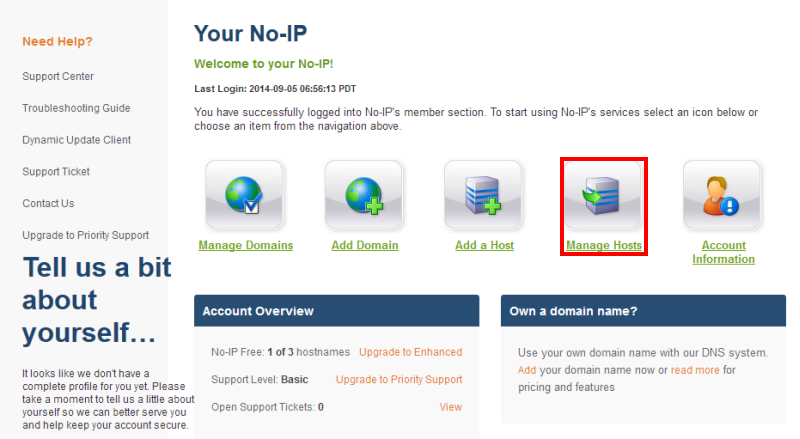 Need Help?
Support Center
Troubleshooting Guide
Dynamic Update Client
Support Ticket
Contact Us
Upgrade to Priority Support
Tell us a bit
about
yourself...
It looks like we don't have a
complete profile for you yet. Please
take a moment to tell us a little about
yourself so we can better serve you
and help keep your account secure.
Your No-IP
Welcome to your No-IP!
Last Login: 2014-09-05 06:56:13 PDT
You have successfully logged into No-IP's member section. To start using No-IP's services select an icon below or
choose an item from the navigation above.
Manage Domains
Add Domain
Add a Host
Manage Hosts
Account
Information
Account Overview
No-IP Free: 1 of 3 hostnames Upgrade to Enhanced
Support Level: Basic Upgrade to Priority Support
Open Support Tickets: 0 View
Own a domain name?
Use your own domain name with our DNS system.
Add your domain name now or read more for
pricing and features